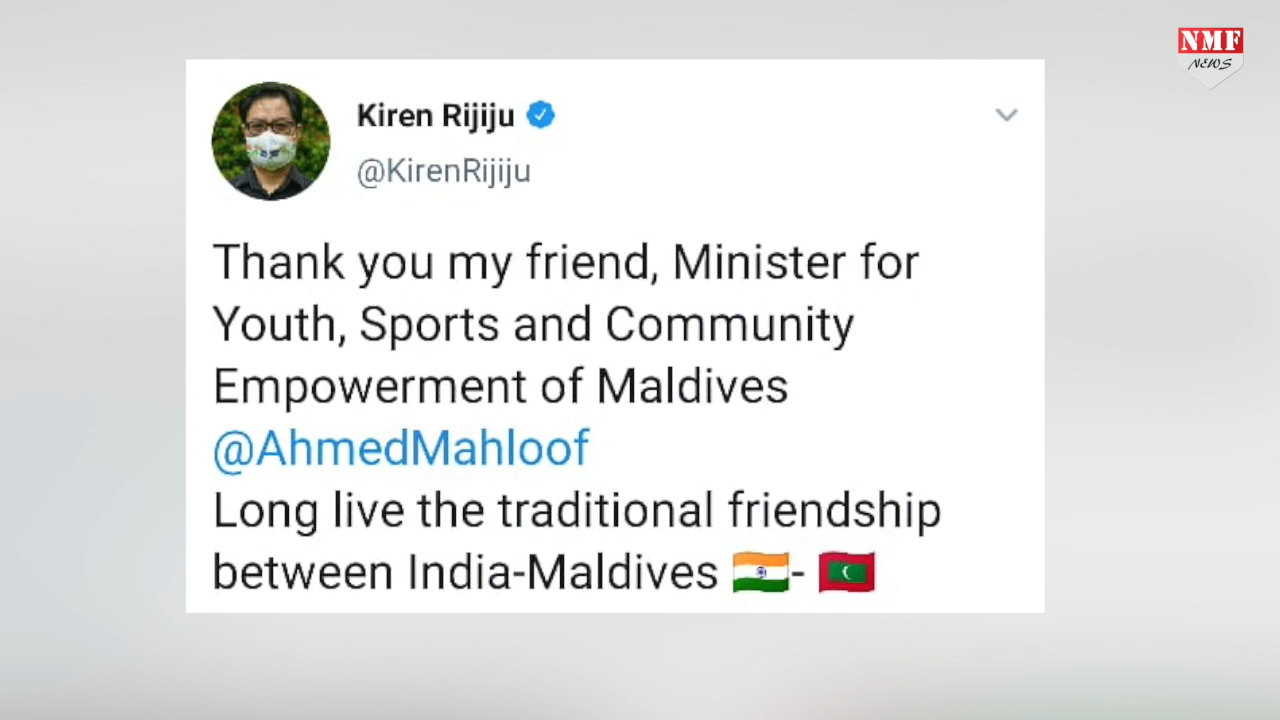 NMF
NEWS
Kiren Rijiju
@KirenRijiju
Thank you my friend, Minister for
Youth, Sports and Community
Empowerment of Maldives
@AhmedMahloof
Long live the traditional friendship
between India-Maldives 🇮🇳- 🇲🇻